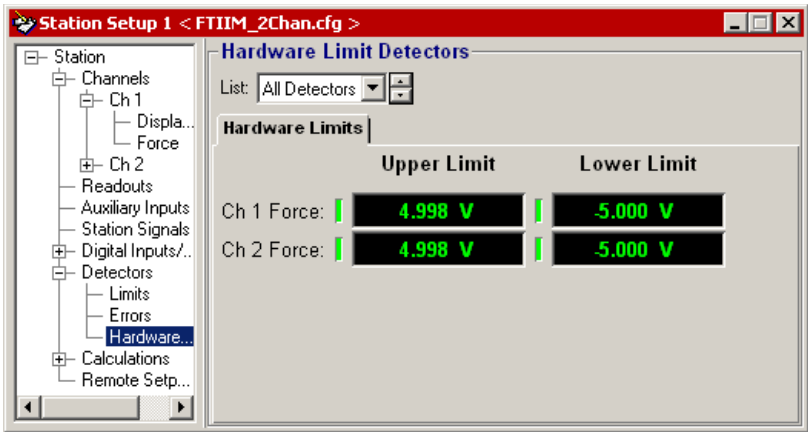 Station Setup 1 < FTIIM_2Chan.cfg >
Station
Channels
Ch 1
Displa...
Force
Ch 2
Readouts
Auxiliary Inputs
Station Signals
Digital Inputs/..
Detectors
Limits
Errors
Hardware...
Calculations
Remote Setp...
Hardware Limit Detectors
List: All Detectors
Hardware Limits
Upper Limit Lower Limit
Ch 1 Force: 4.998 V -5.000 V
Ch 2 Force: 4.998 V -5.000 V